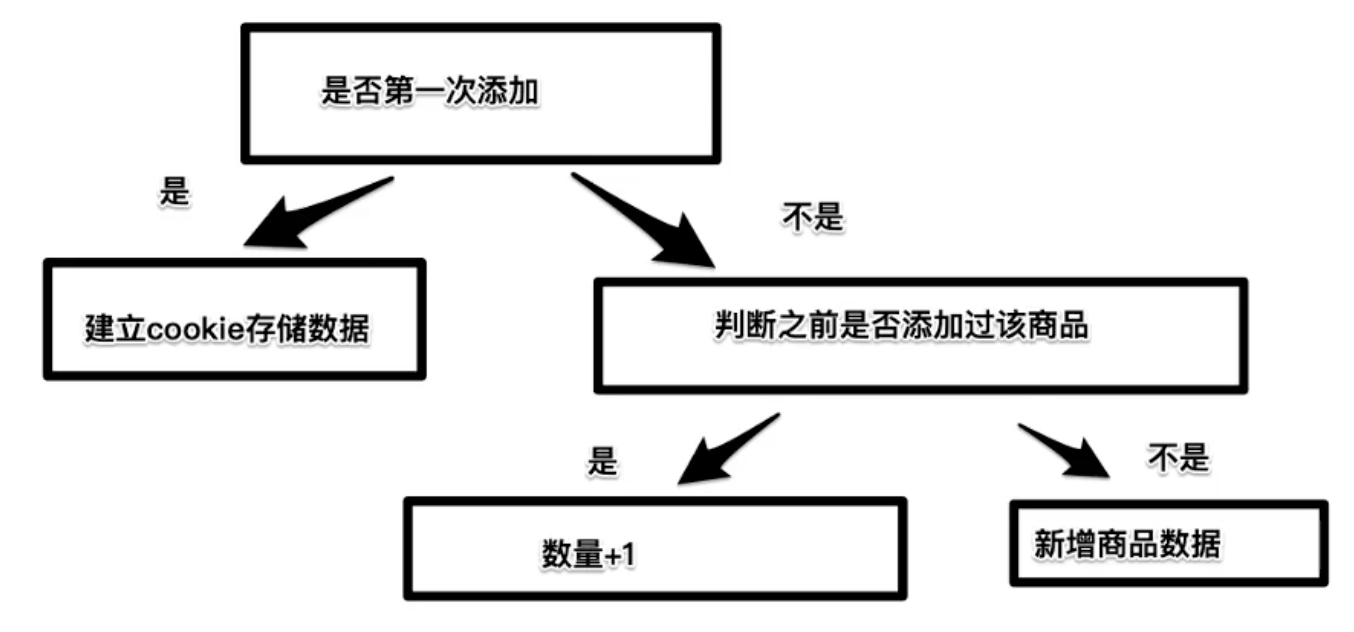 是否第一次添加
是
不是
建立cookie存储数据
判断之前是否添加过该商品
是
不是
数量+1
新增商品数据